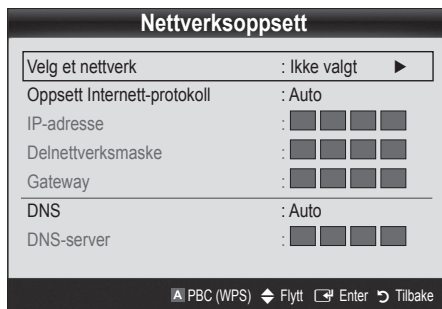 Nettverksoppsett
Velg et nettverk : Ikke valgt ►
Oppsett Internett-protokoll : Auto
IP-adresse :
Delnettverksmaske :
Gateway :
DNS : Auto
DNS-server :
A PBC (WPS) Flytt Enter Tilbake